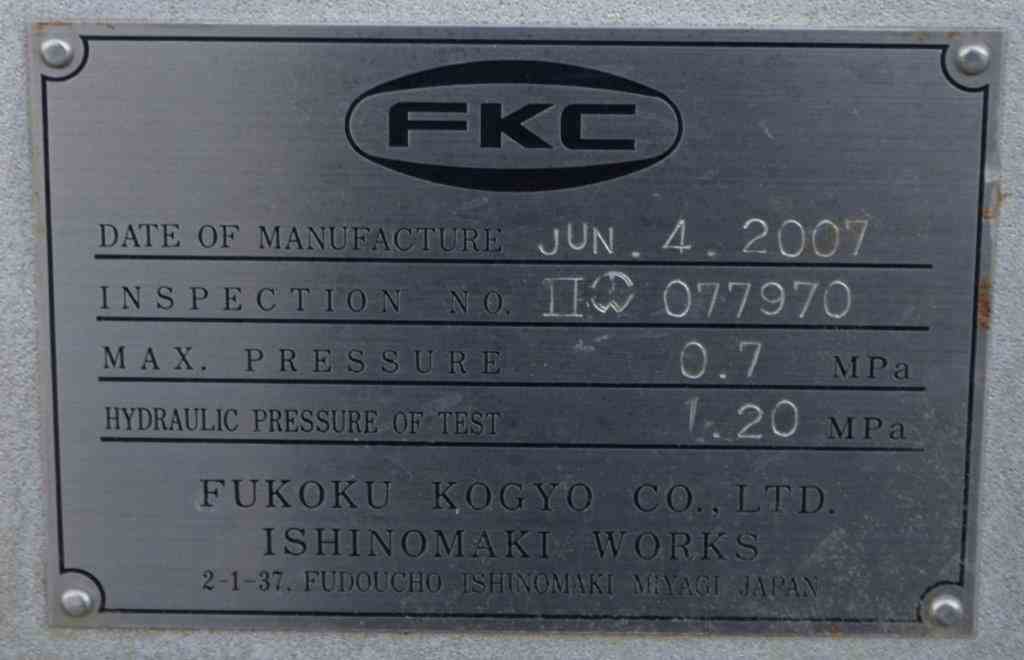 FKC
DATE OF MANUFACTURE JUN. 4. 2007
INSPECTION NO. II W 077970
MAX. PRESSURE 0.7 MPa
HYDRAULIC PRESSURE OF TEST 1.20 MPa
FUKOKU KOGYO CO., LTD.
ISHINOMAKI WORKS
2-1-37. FUDOUCHO ISHINOMAKI MIYAGI JAPAN